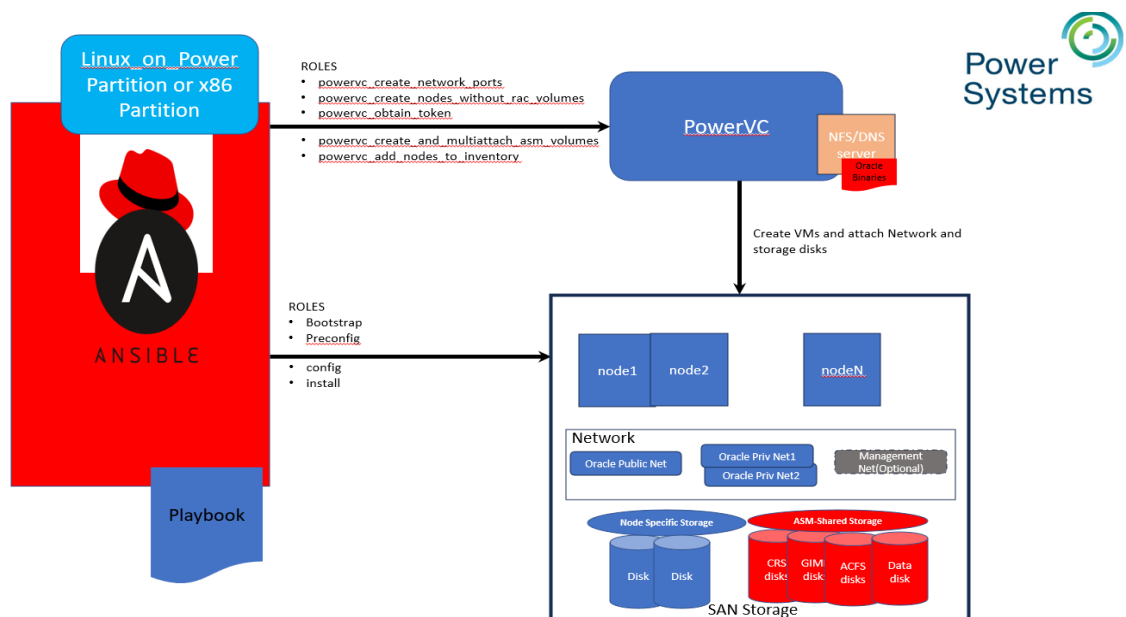 Linux_on_Power
Partition or x86
Partition
ANSIBLE
Playbook
ROLES
• powervc_create_network_ports
• powervc_create_nodes_without_rac_volumes
• powervc_obtain_token
• powervc_create_and_multiattach_asm_volumes
• powervc_add_nodes_to_inventory
PowerVC
NFS/DNS
server
Oracle
Binaries
Power
Systems
Create VMs and attach Network and
storage disks
ROLES
• Bootstrap
• Preconfig
• config
• install
node1
node2
nodeN
Network
Oracle Public Net
Oracle Priv Net1
Oracle Priv Net2
Management
Net(Optional)
Node Specific Storage
ASM-Shared Storage
Disk
Disk
CRS
disks
GIM
disks
ACFS
disks
Data
disk
SAN Storage